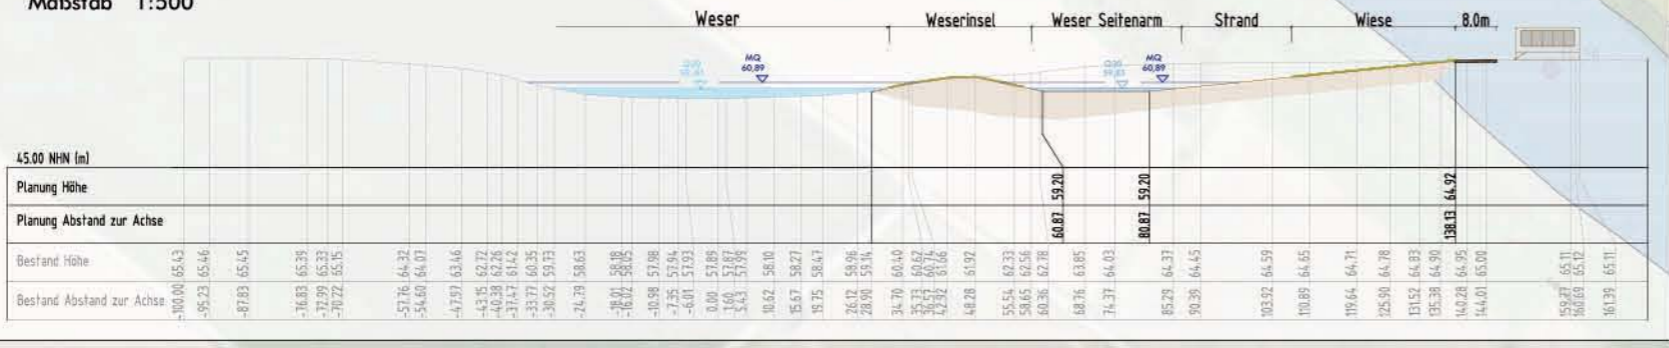 Maßstab 1:500
Weser Weserinsel Weser Seitenarm Strand Wiese 8.0m
MQ MQ
60,89 60,89
45.00 NHN (m)
Planung Höhe 59.20 59.20 64.92
Planung Abstand zur Achse 60.87 80.87 138.13
Bestand Höhe 65.43 65.46 65.45 65.39 65.33 65.15 64.32 64.07 63.46 62.72 62.26 61.42 60.35 59.73 58.63 58.18 58.05 57.98 57.94 57.93 57.89 57.87 57.99 58.10 58.27 58.47 58.96 59.14 60.40 60.62 60.74 61.66 61.92 62.33 62.56 62.78 63.85 64.03 64.37 64.45 64.59 64.65 64.71 64.78 64.83 64.90 64.95 65.00 65.11 65.12 65.11
Bestand Abstand zur Achse -100.00 -95.23 -87.83 -76.83 -72.99 -70.22 -57.76 -54.60 -47.97 -43.15 -40.38 -37.47 -33.77 -30.52 -24.79 -18.01 -16.02 -10.98 -7.35 -6.01 0.00 1.60 5.43 10.62 15.67 19.75 26.12 28.90 34.70 35.73 36.57 42.92 48.28 55.54 58.65 60.36 68.76 74.37 85.29 90.39 103.92 110.89 119.64 125.90 131.52 135.38 140.28 144.01 159.27 160.69 161.39